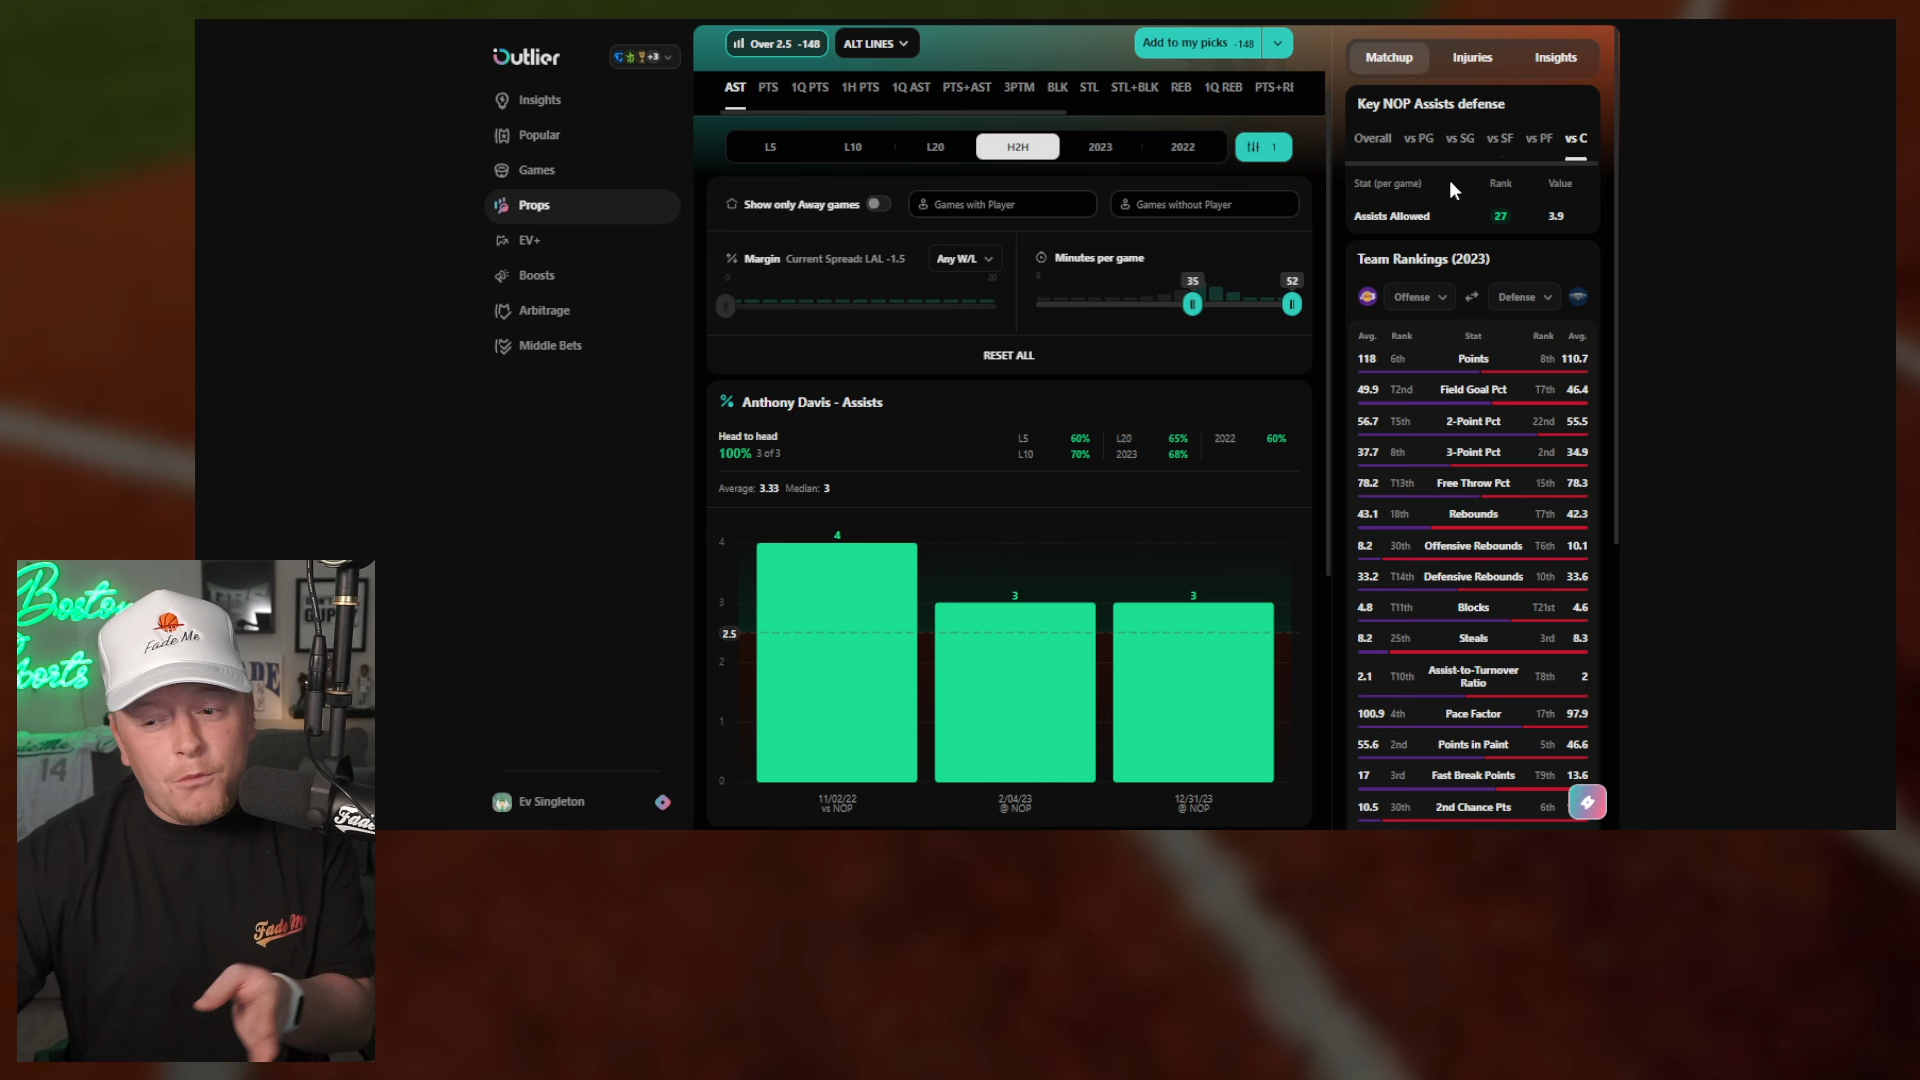 Outlier
+3
Insights
Popular
Games
Props
EV+
Boosts
Arbitrage
Middle Bets
Ev Singleton
Over 2.5 -148
ALT LINES
Add to my picks -148
AST PTS 1Q PTS 1H PTS 1Q AST PTS+AST 3PTM BLK STL STL+BLK REB 1Q REB PTS+RE
L5 L10 L20 H2H 2023 2022
1
Show only Away games
Games with Player
Games without Player
Margin Current Spread: LAL -1.5
Any W/L
0 20
Minutes per game
6
35 52
RESET ALL
Anthony Davis - Assists
Head to head
100% 3 of 3
L5 60% L20 65% 2022 60%
L10 70% 2023 68%
Average: 3.33 Median: 3
4
3
2.5
2
1
0
4
3
3
11/02/22
vs NOP
2/04/23
@ NOP
12/31/23
@ NOP
Matchup Injuries Insights
Key NOP Assists defense
Overall vs PG vs SG vs SF vs PF vs C
Stat (per game) Rank Value
Assists Allowed 27 3.9
Team Rankings (2023)
Offense Defense
Avg. Rank Stat Rank Avg.
118 6th Points 8th 110.7
49.9 T2nd Field Goal Pct T7th 46.4
56.7 T5th 2-Point Pct 22nd 55.5
37.7 8th 3-Point Pct 2nd 34.9
78.2 T13th Free Throw Pct 15th 78.3
43.1 18th Rebounds T7th 42.3
8.2 30th Offensive Rebounds T6th 10.1
33.2 T14th Defensive Rebounds 10th 33.6
4.8 T11th Blocks T21st 4.6
8.2 25th Steals 3rd 8.3
2.1 T10th Assist-to-Turnover Ratio T8th 2
100.9 4th Pace Factor 17th 97.9
55.6 2nd Points in Paint 5th 46.6
17 3rd Fast Break Points T9th 13.6
10.5 30th 2nd Chance Pts 6th
Boston
Fade Me
14
Fade Me